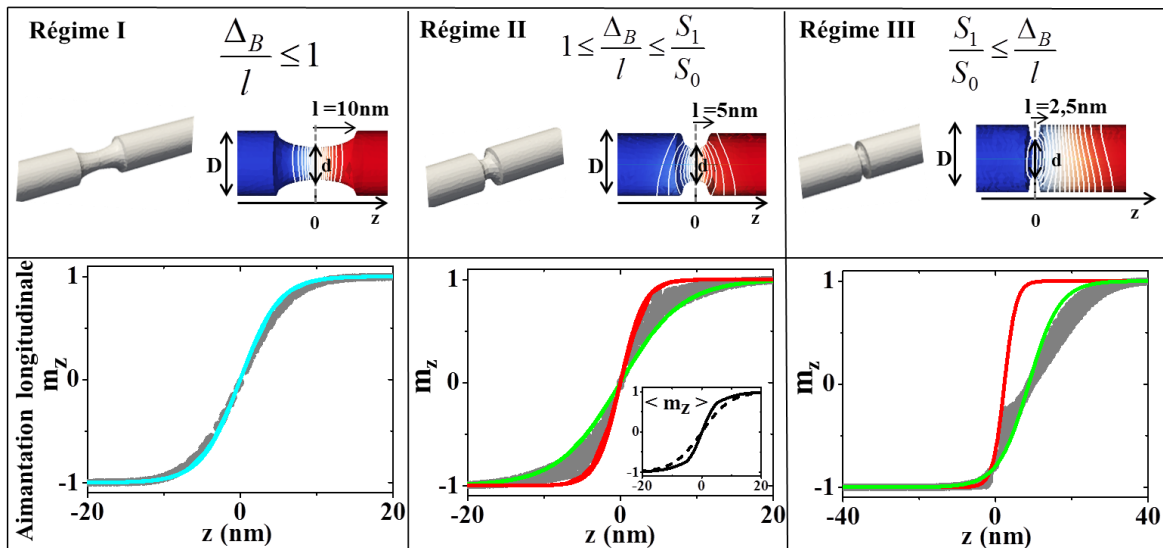 Régime I
Δ_B / l ≤ 1
l =10nm
D
d
0
z
Régime II
1 ≤ Δ_B / l ≤ S_1 / S_0
l =5nm
D
d
0
z
Régime III
S_1 / S_0 ≤ Δ_B / l
l =2,5nm
D
d
0
z
Aimantation longitudinale
m_z
1
0
-1
-20
0
20
z (nm)
m_z
1
0
-1
-20
0
20
z (nm)
< m_z >
1
0
-1
-20
0
20
m_z
1
0
-1
-40
0
40
z (nm)